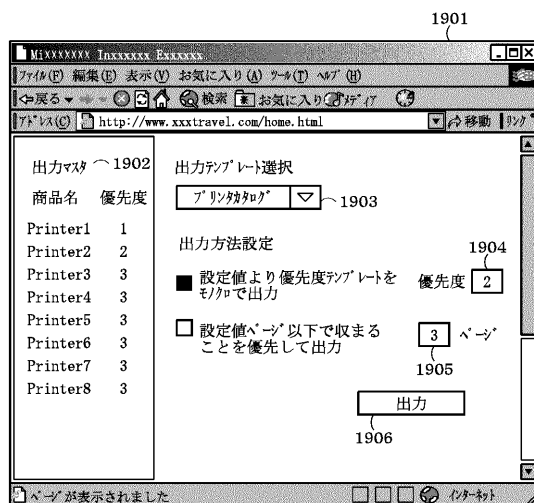 1901
Mixxxxxxx Inxxxxxx Exxxxxx
ファイル(F) 編集(E) 表示(V) お気に入り(A) ツール(T) ヘルプ(H)
戻る 検索 お気に入り メディア
アドレス(C) http://www.xxxtravel.com/home.html 移動 リンク
出力マスタ 1902
商品名 優先度
Printer1 1
Printer2 2
Printer3 3
Printer4 3
Printer5 3
Printer6 3
Printer7 3
Printer8 3
出力テンプレート選択
プリンタカタログ 1903
出力方法設定
1904
設定値より優先度テンプレートを
モノクロで出力
優先度 2
設定値ページ以下で収まる
ことを優先して出力
3 ページ
1905
出力
1906
ページが表示されました
インターネット